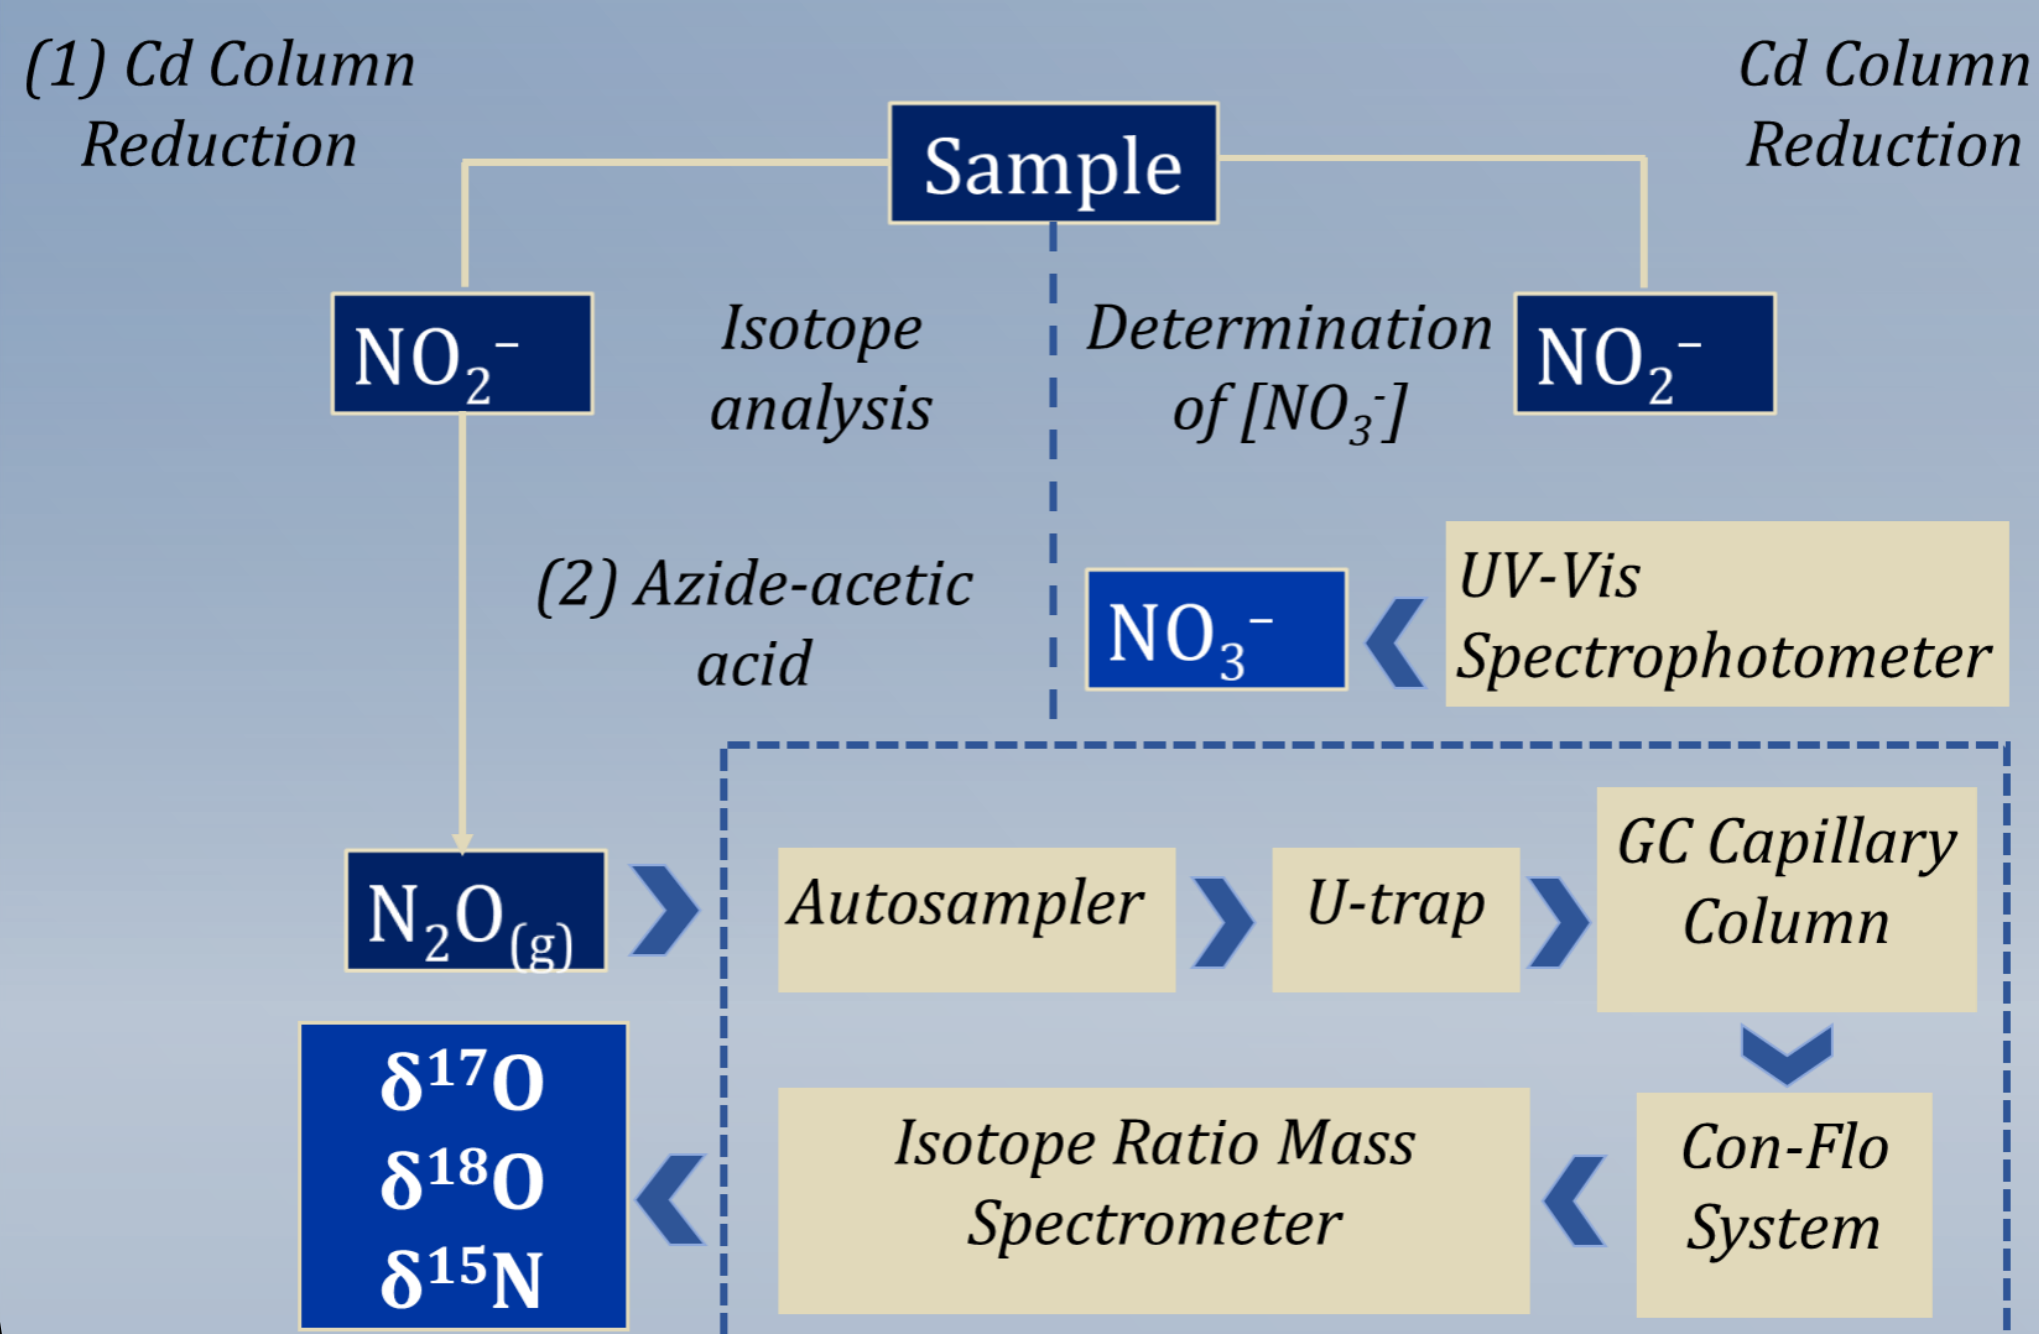 (1) Cd Column
Reduction
Sample
Cd Column
Reduction
NO₂⁻
Isotope
analysis
Determination
of [NO₃⁻]
NO₂⁻
(2) Azide-acetic
acid
NO₃⁻
UV-Vis
Spectrophotometer
N₂O₍g₎
Autosampler
U-trap
GC Capillary
Column
δ¹⁷O
δ¹⁸O
δ¹⁵N
Isotope Ratio Mass
Spectrometer
Con-Flo
System